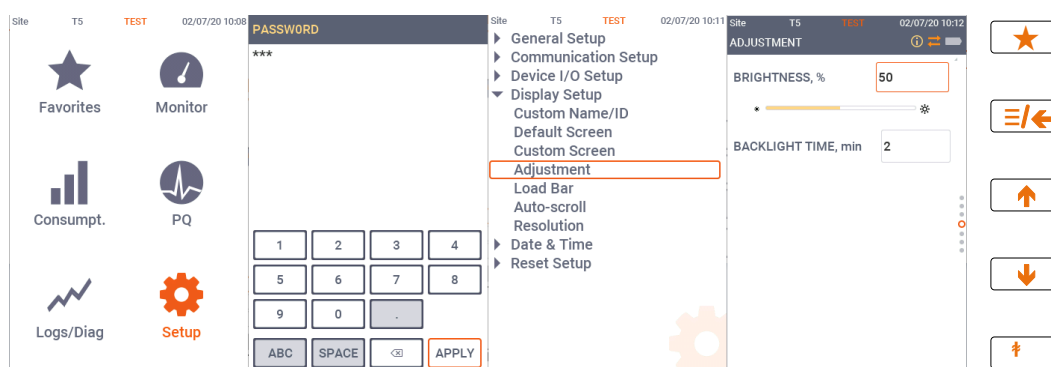 Site T5 TEST 02/07/20 10:08
Favorites Monitor
Consumpt. PQ
Logs/Diag Setup
PASSWORD
***
1 2 3 4
5 6 7 8
9 0 .
ABC SPACE APPLY
Site T5 TEST 02/07/20 10:11
General Setup
Communication Setup
Device I/O Setup
Display Setup
Custom Name/ID
Default Screen
Custom Screen
Adjustment
Load Bar
Auto-scroll
Resolution
Date & Time
Reset Setup
Site T5 TEST 02/07/20 10:12
ADJUSTMENT
BRIGHTNESS, % 50
BACKLIGHT TIME, min 2